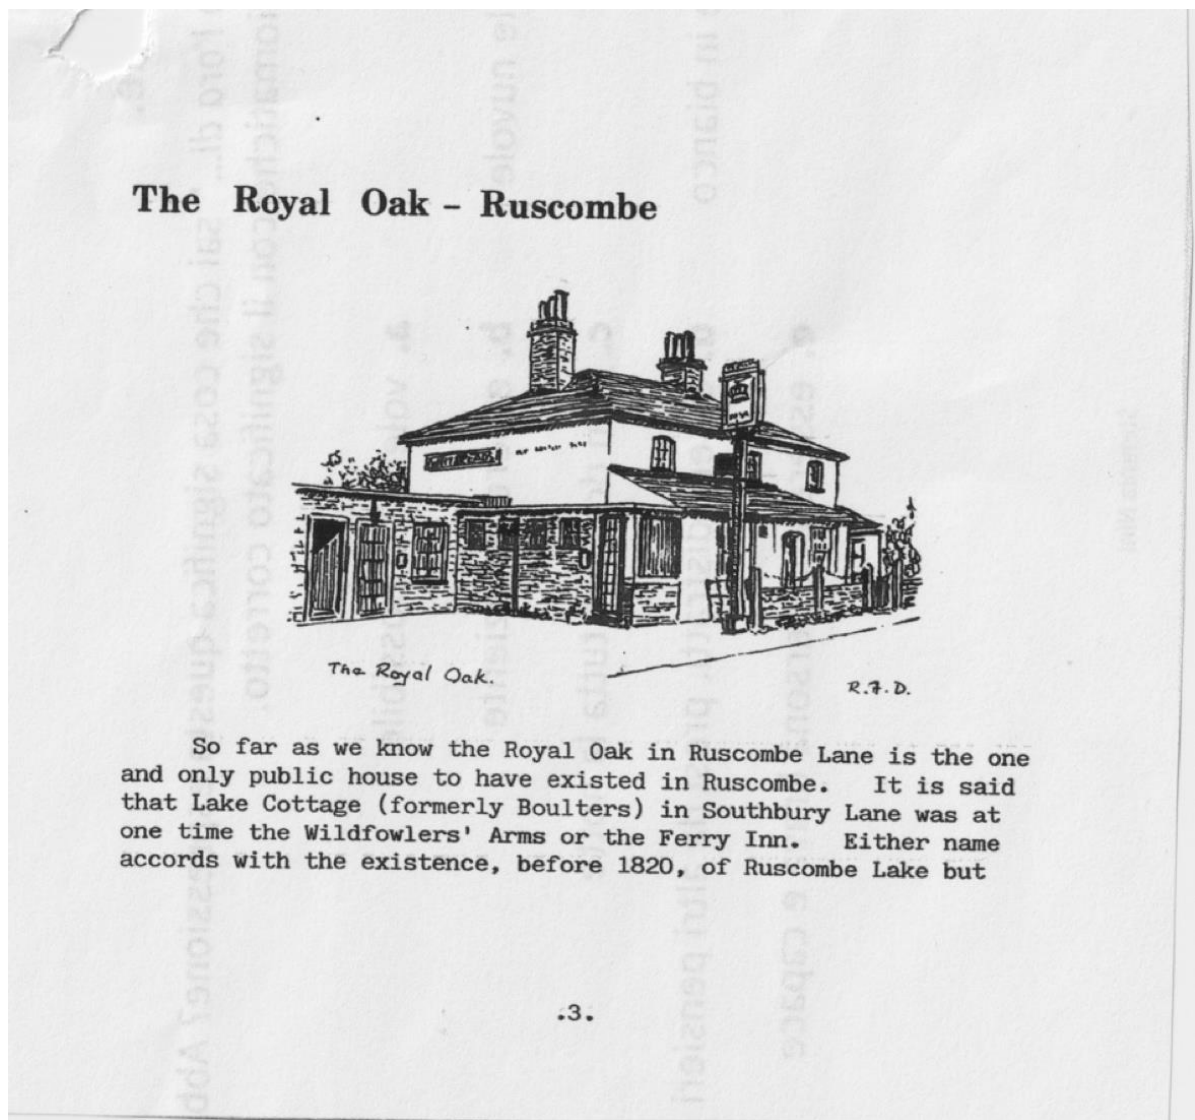 The Royal Oak – Ruscombe
The Royal Oak.
R.F.D.
So far as we know the Royal Oak in Ruscombe Lane is the one
and only public house to have existed in Ruscombe. It is said
that Lake Cottage (formerly Boulters) in Southbury Lane was at
one time the Wildfowlers' Arms or the Ferry Inn. Either name
accords with the existence, before 1820, of Ruscombe Lake but
.3.